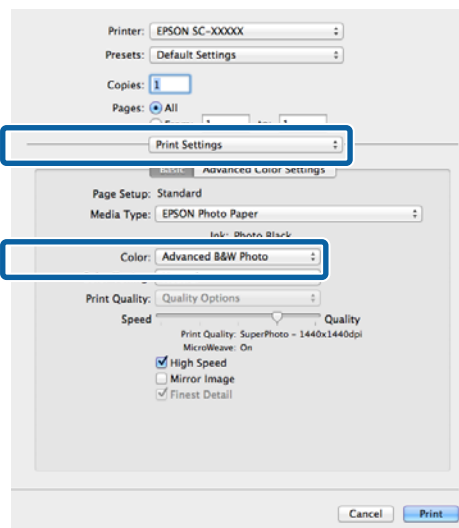 Printer: EPSON SC-XXXXX
Presets: Default Settings
Copies: 1
Pages: All
Print Settings
Advanced Color Settings
Page Setup: Standard
Media Type: EPSON Photo Paper
Ink: Photo Black
Color: Advanced B&W Photo
Print Quality: Quality Options
Speed Quality
Print Quality: SuperPhoto - 1440x1440dpi
MicroWeave: On
High Speed
Mirror Image
Finest Detail
Cancel Print